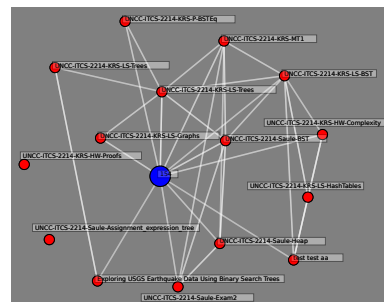 UNCC-ITCS-2214-KRS-P-BSTEq
UNCC-ITCS-2214-KRS-MT1
UNCC-ITCS-2214-KRS-LS-Trees
UNCC-ITCS-2214-KRS-LS-BST
UNCC-ITCS-2214-KRS-LS-Trees
UNCC-ITCS-2214-KRS-HW-Complexity
UNCC-ITCS-2214-KRS-LS-Graphs
UNCC-ITCS-2214-Saule-BST
UNCC-ITCS-2214-KRS-HW-Proofs
UNCC-ITCS-2214-KRS-LS-HashTables
UNCC-ITCS-2214-Saule-Assignment_expression_tree
UNCC-ITCS-2214-Saule-Heap
test test aa
Exploring USGS Earthquake Data Using Binary Search Trees
UNCC-ITCS-2214-Saule-Exam2